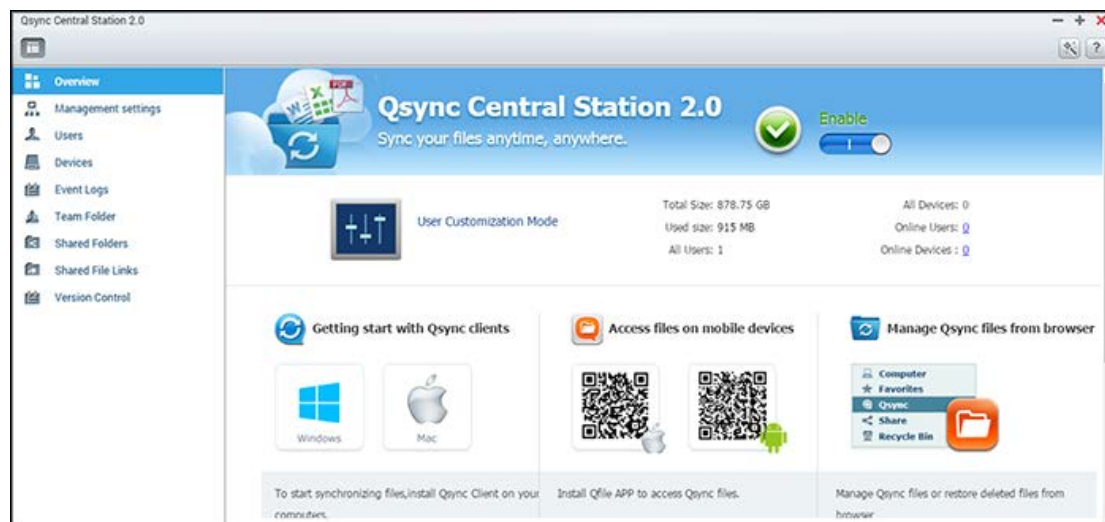 Qsync Central Station 2.0
Overview
Management settings
Users
Devices
Event Logs
Team Folder
Shared Folders
Shared File Links
Version Control
Qsync Central Station 2.0
Sync your files anytime, anywhere.
Enable
User Customization Mode
Total Size: 878.75 GB
Used size: 915 MB
All Users: 1
All Devices: 0
Online Users: 0
Online Devices : 0
Getting start with Qsync clients
Windows
Mac
To start synchronizing files,install Qsync Client on your
computers.
Access files on mobile devices
Install Qfile APP to access Qsync files.
Manage Qsync files from browser
Computer
Favorites
Qsync
Share
Recycle Bin
Manage Qsync files or restore deleted files from
browser